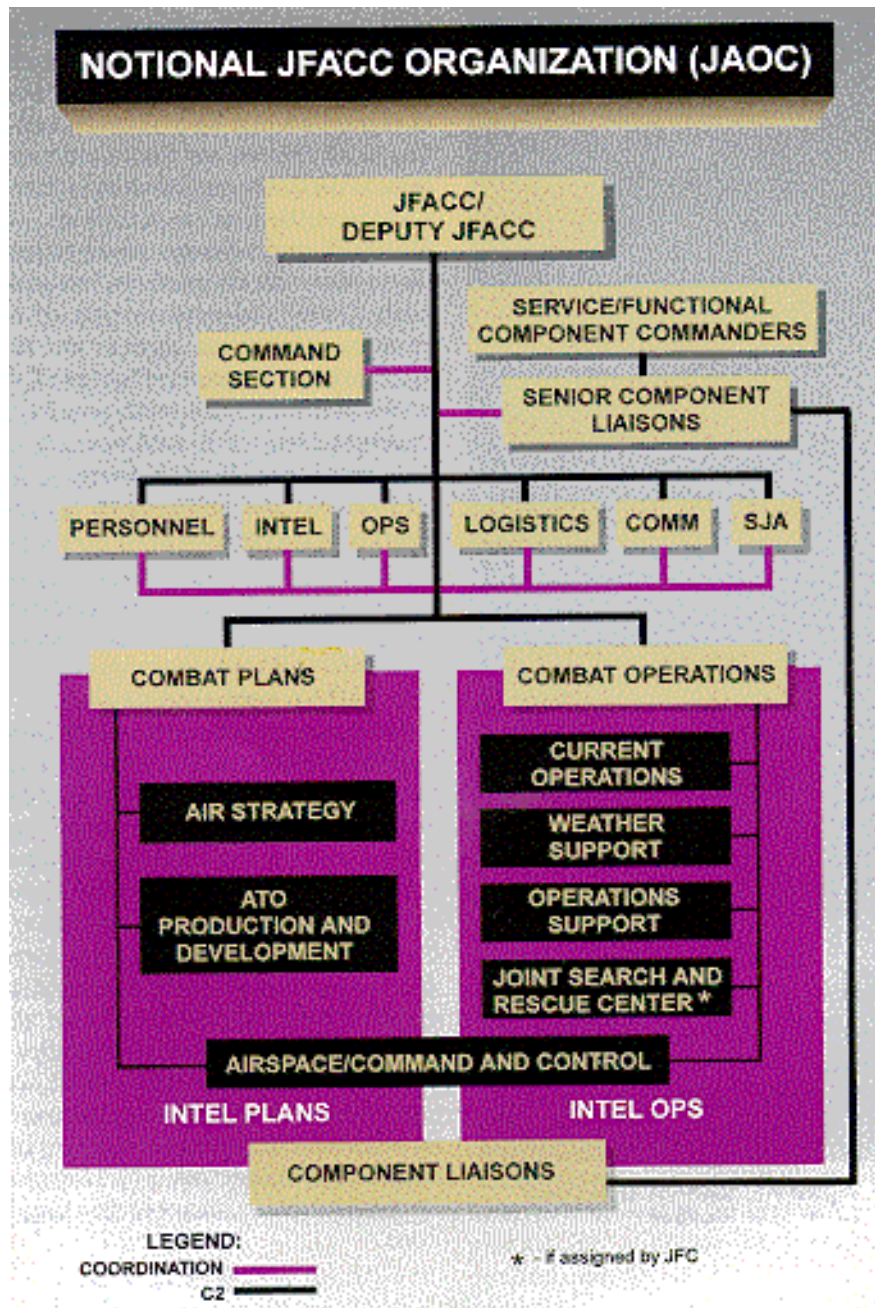 NOTIONAL JFACC ORGANIZATION (JAOC)
JFACC/
DEPUTY JFACC
SERVICE/FUNCTIONAL
COMPONENT COMMANDERS
COMMAND
SECTION
SENIOR COMPONENT
LIAISONS
PERSONNEL
INTEL
OPS
LOGISTICS
COMM
SJA
COMBAT PLANS
COMBAT OPERATIONS
CURRENT
OPERATIONS
AIR STRATEGY
WEATHER
SUPPORT
ATO
PRODUCTION AND
DEVELOPMENT
OPERATIONS
SUPPORT
JOINT SEARCH AND
RESCUE CENTER *
AIRSPACE/COMMAND AND CONTROL
INTEL PLANS
INTEL OPS
COMPONENT LIAISONS
LEGEND:
COORDINATION
C2
* - if assigned by JFC